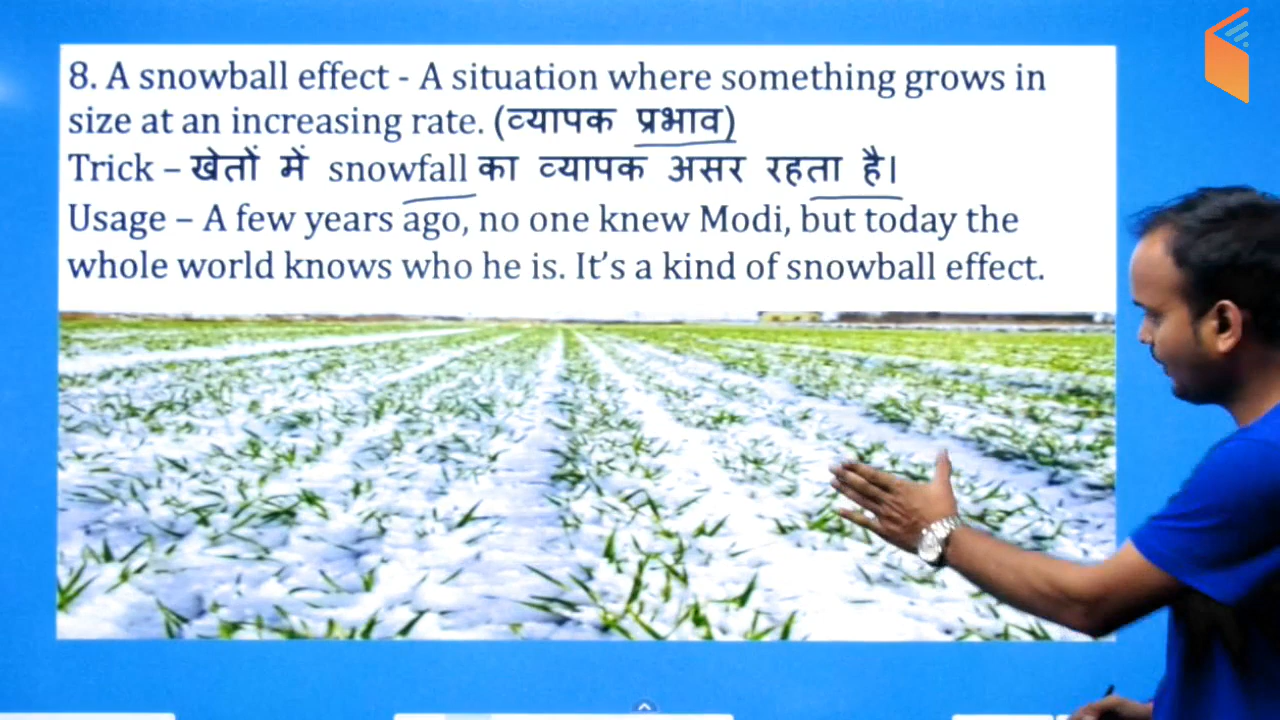 8. A snowball effect - A situation where something grows in
size at an increasing rate. (व्यापक प्रभाव)
Trick – खेतों में snowfall का व्यापक असर रहता है।
Usage – A few years ago, no one knew Modi, but today the
whole world knows who he is. It's a kind of snowball effect.